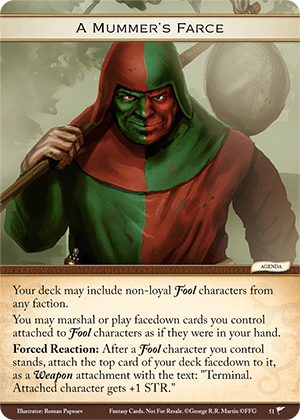 A Mummer's Farce
AGENDA
Your deck may include non-loyal Fool characters from
any faction.
You may marshal or play facedown cards you control
attached to Fool characters as if they were in your hand.
Forced Reaction: After a Fool character you control
stands, attach the top card of your deck facedown to it,
as a Weapon attachment with the text: "Terminal.
Attached character gets +1 STR."
Illustrator: Roman Papsuev
Fantasy Cards. Not For Resale. ©George R.R. Martin ©FFG
51